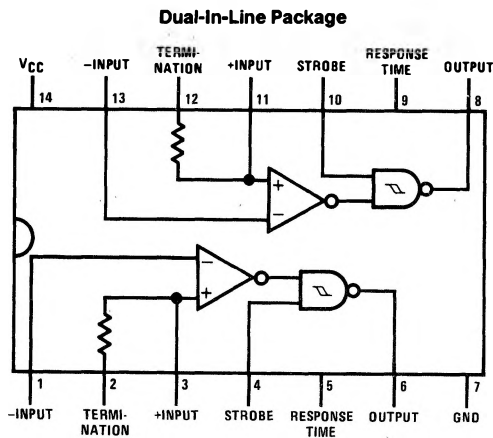 Dual-In-Line Package
VCC
–INPUT
TERMI-
NATION
+INPUT
STROBE
RESPONSE
TIME
OUTPUT
14
13
12
11
10
9
8
+
–
–
+
1
2
3
4
5
6
7
–INPUT
TERMI-
NATION
+INPUT
STROBE
RESPONSE
TIME
OUTPUT
GND